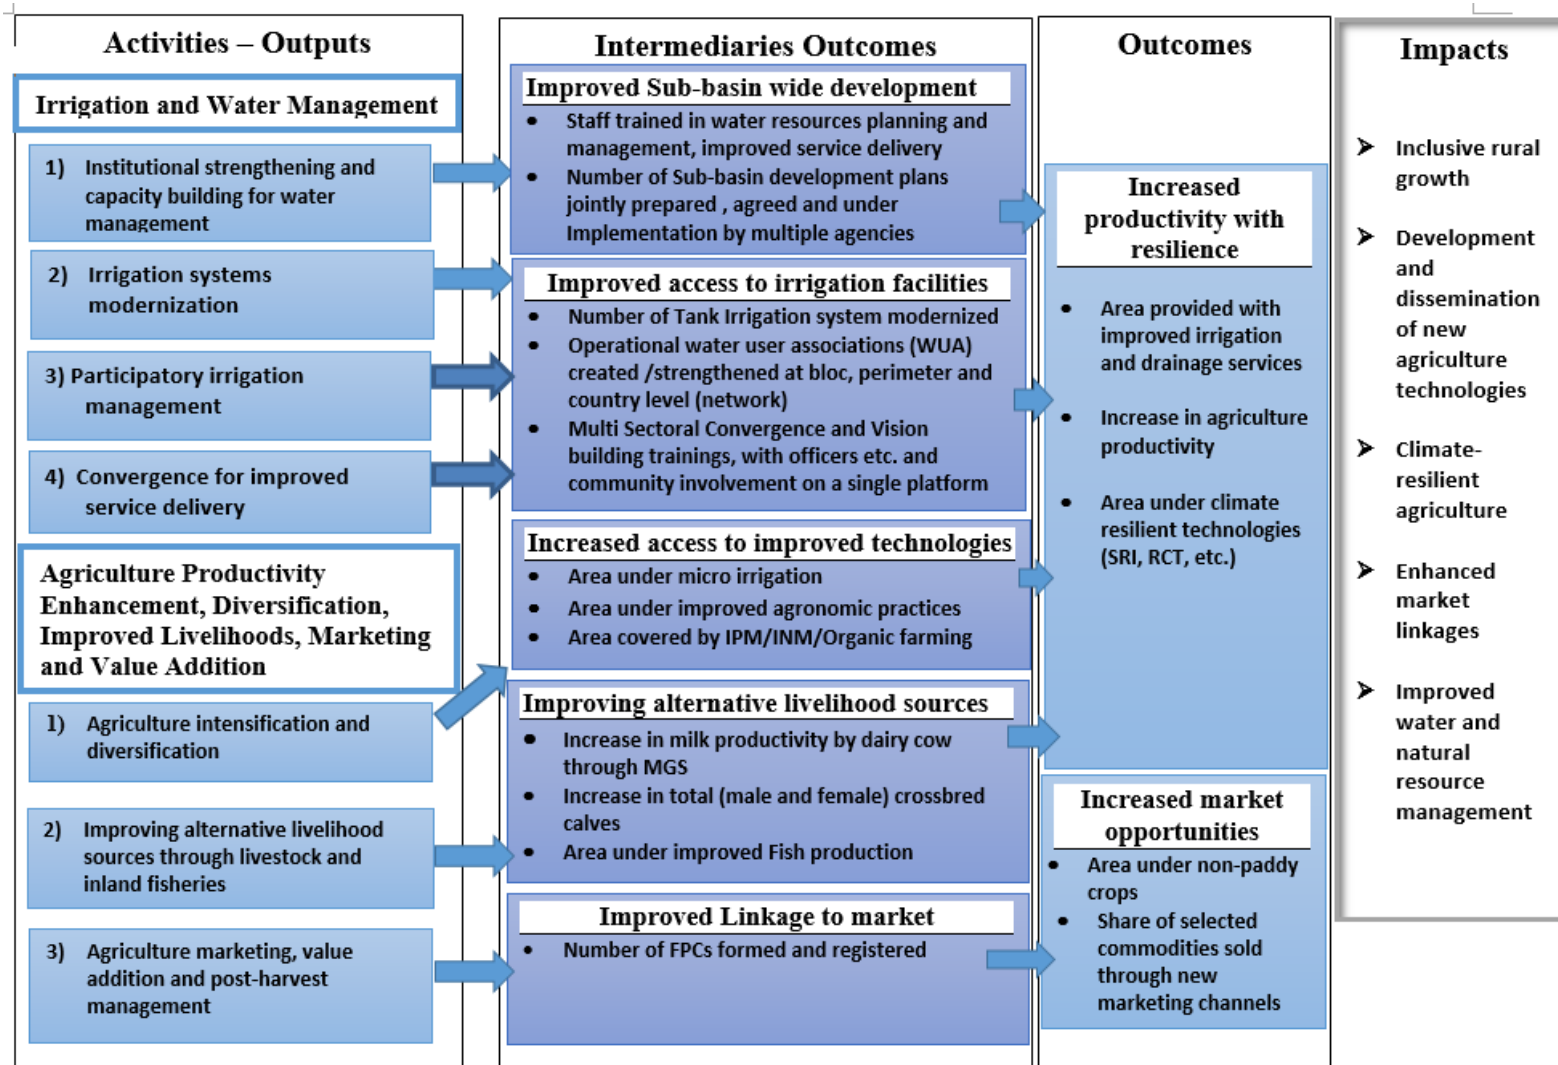 Activities – Outputs
Irrigation and Water Management
1) Institutional strengthening and
capacity building for water
management
2) Irrigation systems
modernization
3) Participatory irrigation
management
4) Convergence for improved
service delivery
Agriculture Productivity
Enhancement, Diversification,
Improved Livelihoods, Marketing
and Value Addition
1) Agriculture intensification and
diversification
2) Improving alternative livelihood
sources through livestock and
inland fisheries
3) Agriculture marketing, value
addition and post-harvest
management
Intermediaries Outcomes
Improved Sub-basin wide development
• Staff trained in water resources planning and
management, improved service delivery
• Number of Sub-basin development plans
jointly prepared , agreed and under
Implementation by multiple agencies
Improved access to irrigation facilities
• Number of Tank Irrigation system modernized
• Operational water user associations (WUA)
created /strengthened at bloc, perimeter and
country level (network)
• Multi Sectoral Convergence and Vision
building trainings, with officers etc. and
community involvement on a single platform
Increased access to improved technologies
• Area under micro irrigation
• Area under improved agronomic practices
• Area covered by IPM/INM/Organic farming
Improving alternative livelihood sources
• Increase in milk productivity by dairy cow
through MGS
• Increase in total (male and female) crossbred
calves
• Area under improved Fish production
Improved Linkage to market
• Number of FPCs formed and registered
Outcomes
Increased
productivity with
resilience
• Area provided with
improved irrigation
and drainage services
• Increase in agriculture
productivity
• Area under climate
resilient technologies
(SRI, RCT, etc.)
Increased market
opportunities
• Area under non-paddy
crops
• Share of selected
commodities sold
through new
marketing channels
Impacts
➢ Inclusive rural
growth
➢ Development
and
dissemination
of new
agriculture
technologies
➢ Climate-
resilient
agriculture
➢ Enhanced
market
linkages
➢ Improved
water and
natural
resource
management